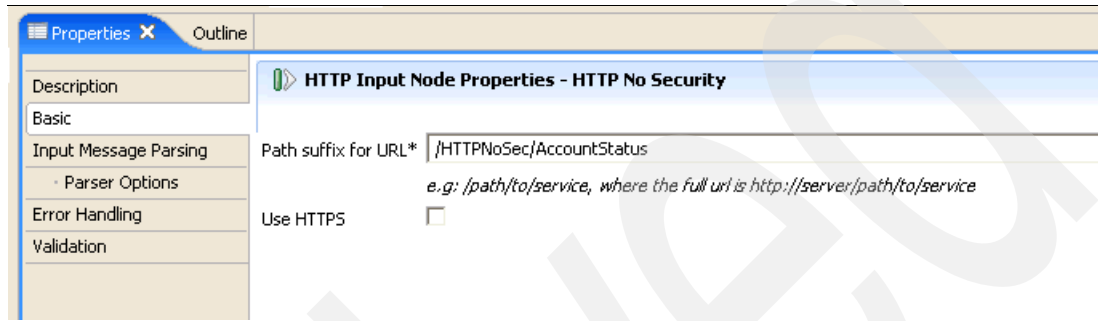 Properties Outline
HTTP Input Node Properties - HTTP No Security
Description
Basic
Input Message Parsing
Parser Options
Error Handling
Validation
Path suffix for URL* /HTTPNoSec/AccountStatus
e.g: /path/to/service, where the full url is http://server/path/to/service
Use HTTPS